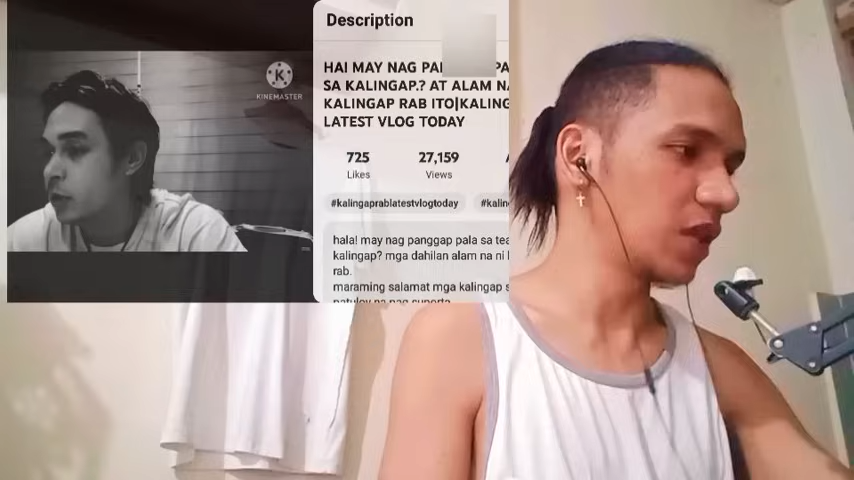 Description
HAI MAY NAG
SA KALINGAP.? AT ALAM
KALINGAP RAB ITO|KALING
LATEST VLOG TODAY
725
27,159
Likes
Views
#kalingaprablatestvlogtoday
hala! may nag panggap pala sa
kalingap? mga dahilan alam na ni
rab.
maraming salamat mga kalingap
KINEMASTER